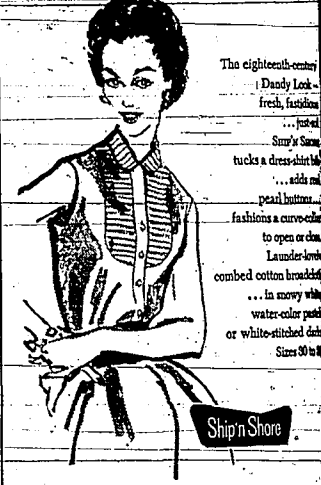 The eighteenth-century
Dandy Look
fresh, fastidious
Ship'n Shore
tucks a dress-shirt bib
... adds real
pearl buttons...
fashions a curve-collar
to open or close.
combed cotton broadcloth
... In snowy white
water-color pastel
or white-stitched
Sizes 30 to
Ship'n Shore